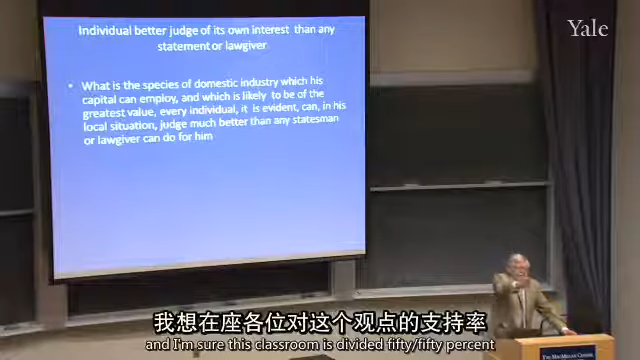 Yale
Individual better judge of its own interest than any
statement or lawgiver
• What is the species of domestic industry which his
capital can employ, and which is likely to be of the
greatest value, every individual, it is evident, can, in his
local situation, judge much better than any statesman
or lawgiver can do for him
THE MACMILLAN CENTER
我想在座各位对这个观点的支持率
and I'm sure this classroom is divided fifty/fifty percent